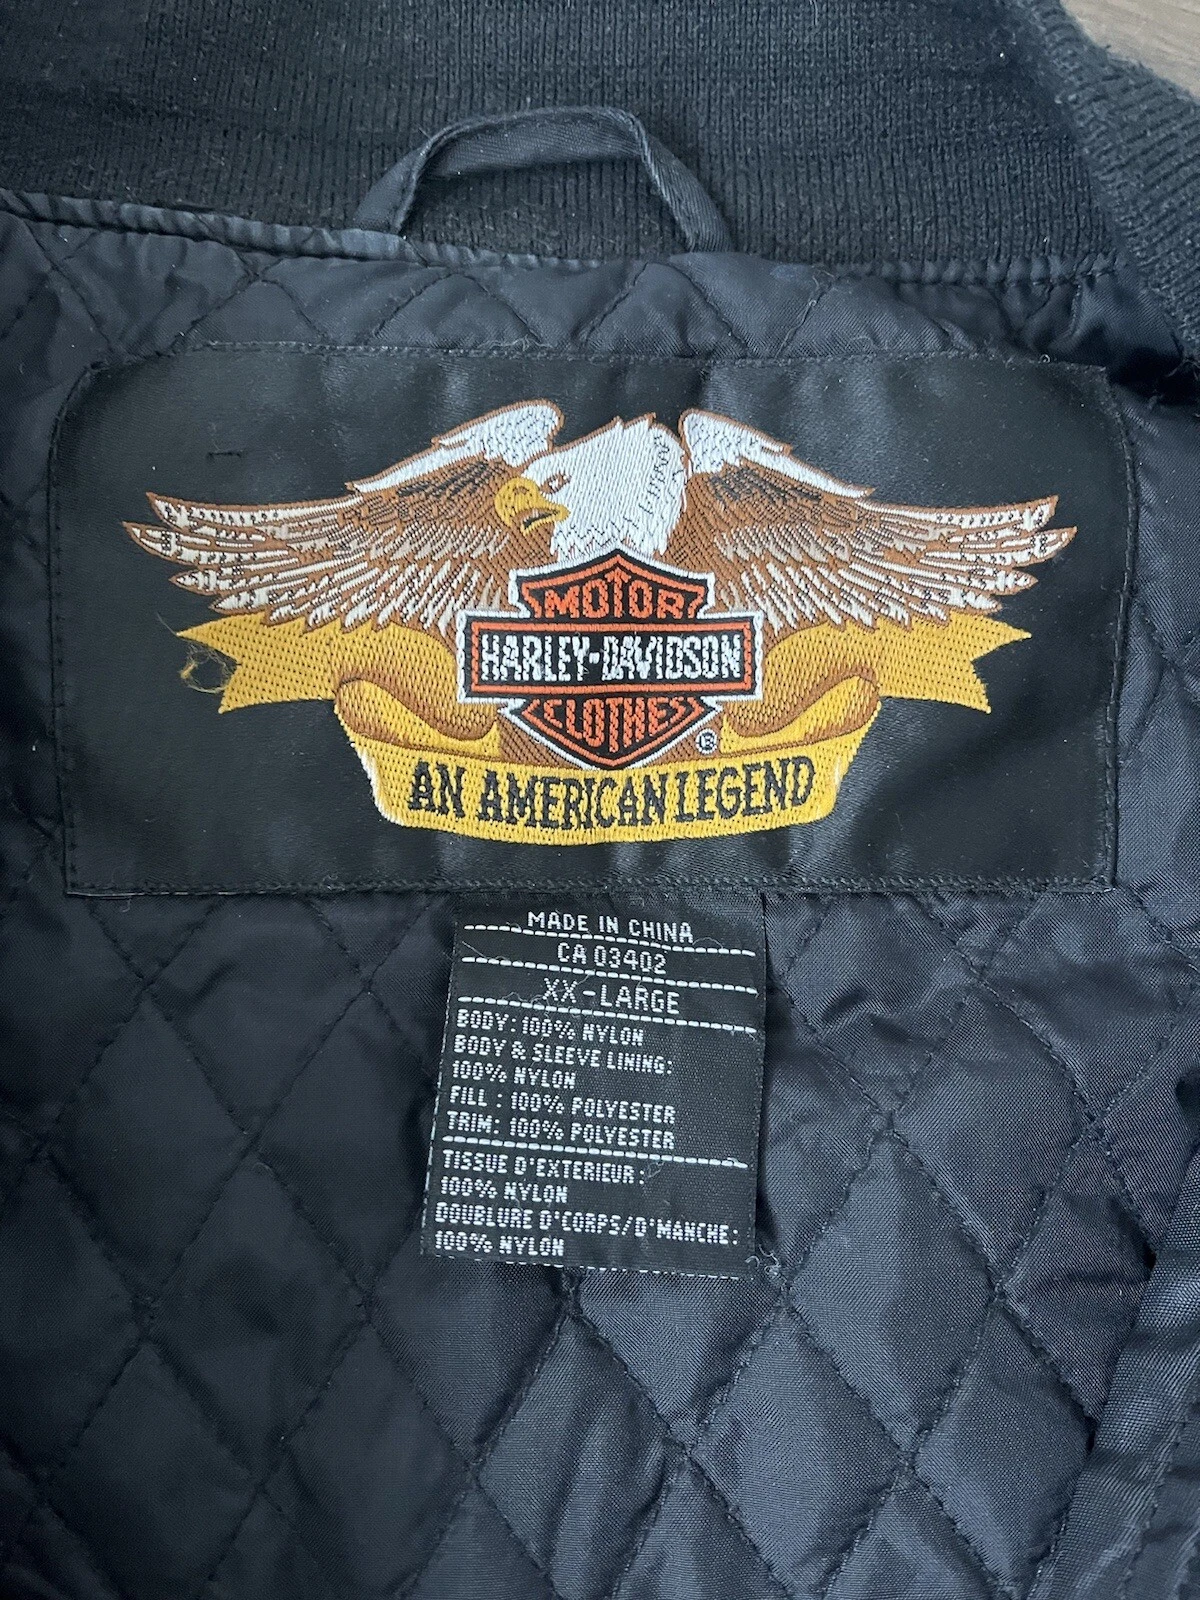 MOTOR
HARLEY-DAVIDSON
CLOTHES
®
AN AMERICAN LEGEND
MADE IN CHINA
CA 03402
XX-LARGE
BODY: 100% NYLON
BODY & SLEEVE LINING:
100% NYLON
FILL : 100% POLYESTER
TRIM: 100% POLYESTER
TISSUE D'EXTERIEUR :
100% NYLON
DOUBLURE D'CORPS/D'MANCHE:
100% NYLON